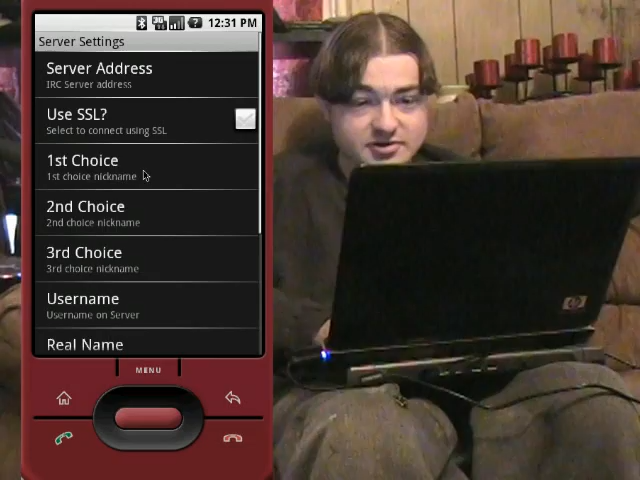 12:31 PM
Server Settings
Server Address
IRC Server address
Use SSL?
Select to connect using SSL
1st Choice
1st choice nickname
2nd Choice
2nd choice nickname
3rd Choice
3rd choice nickname
Username
Username on Server
Real Name
MENU
hp